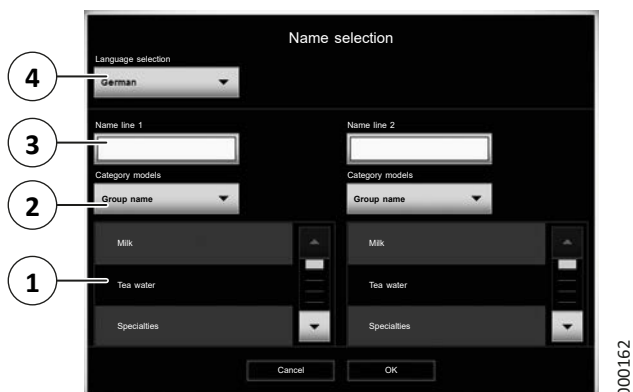 Name selection
Language selection
4
German
Name line 1
Name line 2
3
Category models
Category models
2
Group name
Group name
Milk
Milk
1
Tea water
Tea water
Specialties
Specialties
Cancel
OK
000162